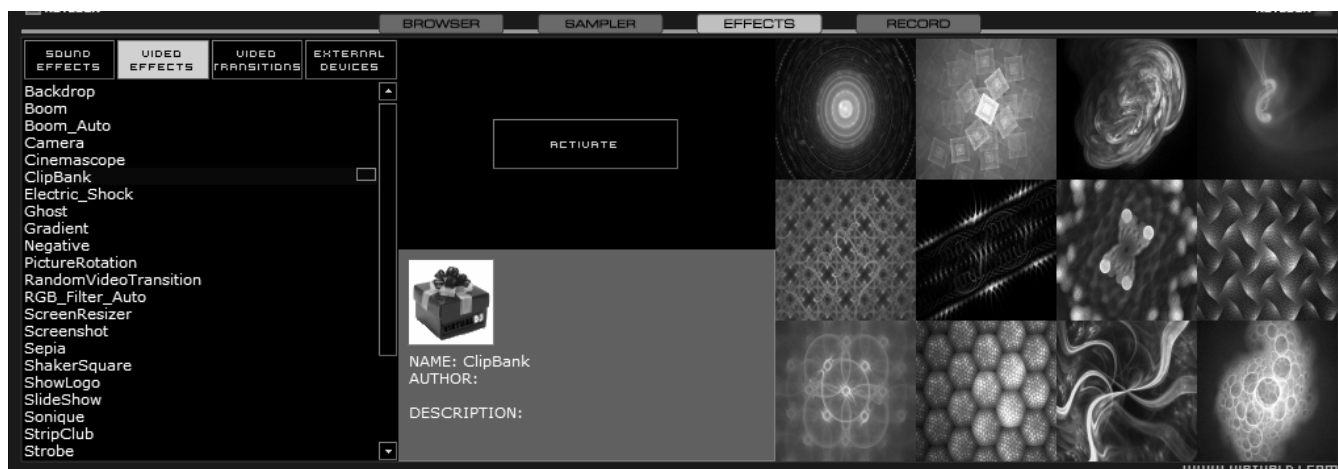 BROWSER
SAMPLER
EFFECTS
RECORD
SOUND
EFFECTS
VIDEO
EFFECTS
VIDEO
TRANSITIONS
EXTERNAL
DEVICES
Backdrop
Boom
Boom_Auto
Camera
Cinemascope
ClipBank
Electric_Shock
Ghost
Gradient
Negative
PictureRotation
RandomVideoTransition
RGB_Filter_Auto
ScreenResizer
Screenshot
Sepia
ShakerSquare
ShowLogo
SlideShow
Sonique
StripClub
Strobe
ACTIVATE
VIRTUAL DJ
NAME: ClipBank
AUTHOR:
DESCRIPTION: